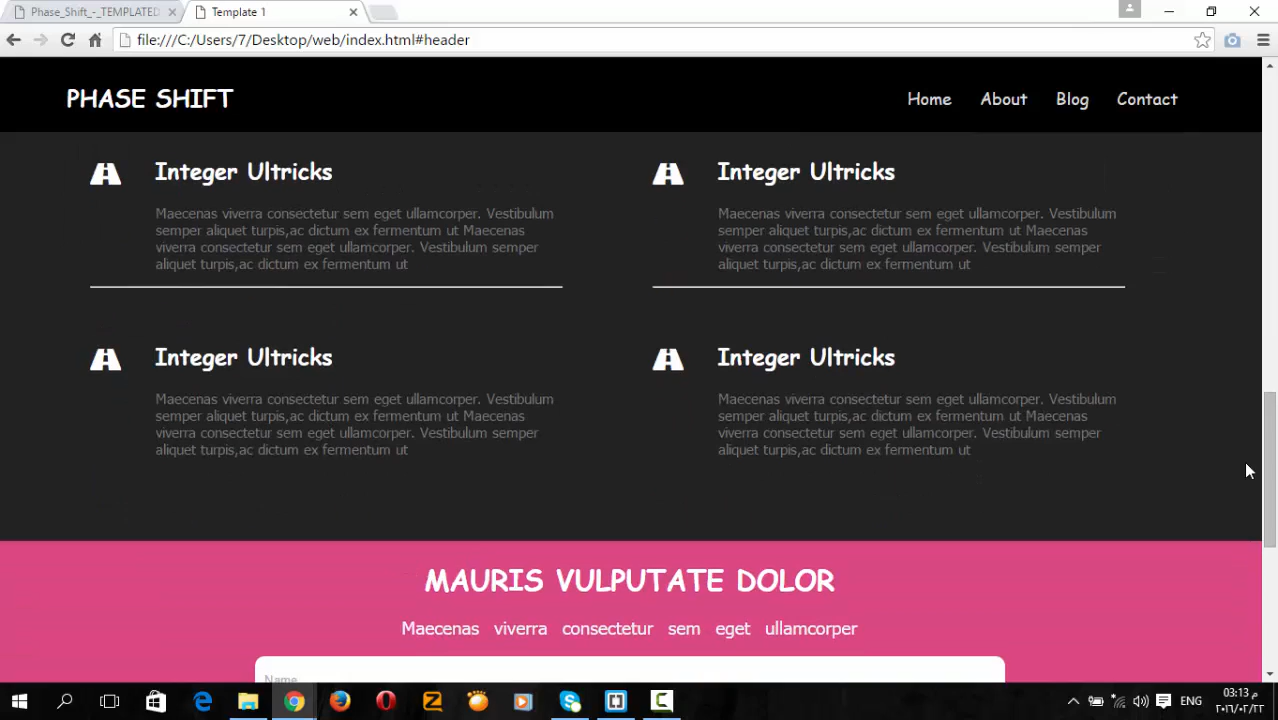 Phase_Shift_-_TEMPLATED
Template 1
file:///C:/Users/7/Desktop/web/index.html#header
PHASE SHIFT
Home
About
Blog
Contact
Integer Ultricks
Maecenas viverra consectetur sem eget ullamcorper. Vestibulum
semper aliquet turpis,ac dictum ex fermentum ut Maecenas
viverra consectetur sem eget ullamcorper. Vestibulum semper
aliquet turpis,ac dictum ex fermentum ut
Integer Ultricks
Maecenas viverra consectetur sem eget ullamcorper. Vestibulum
semper aliquet turpis,ac dictum ex fermentum ut Maecenas
viverra consectetur sem eget ullamcorper. Vestibulum semper
aliquet turpis,ac dictum ex fermentum ut
Integer Ultricks
Maecenas viverra consectetur sem eget ullamcorper. Vestibulum
semper aliquet turpis,ac dictum ex fermentum ut Maecenas
viverra consectetur sem eget ullamcorper. Vestibulum semper
aliquet turpis,ac dictum ex fermentum ut
Integer Ultricks
Maecenas viverra consectetur sem eget ullamcorper. Vestibulum
semper aliquet turpis,ac dictum ex fermentum ut Maecenas
viverra consectetur sem eget ullamcorper. Vestibulum semper
aliquet turpis,ac dictum ex fermentum ut
MAURIS VULPUTATE DOLOR
Maecenas viverra consectetur sem eget ullamcorper
Name
ENG
03:13 م
٢٠١٦/٠٢/٢٢